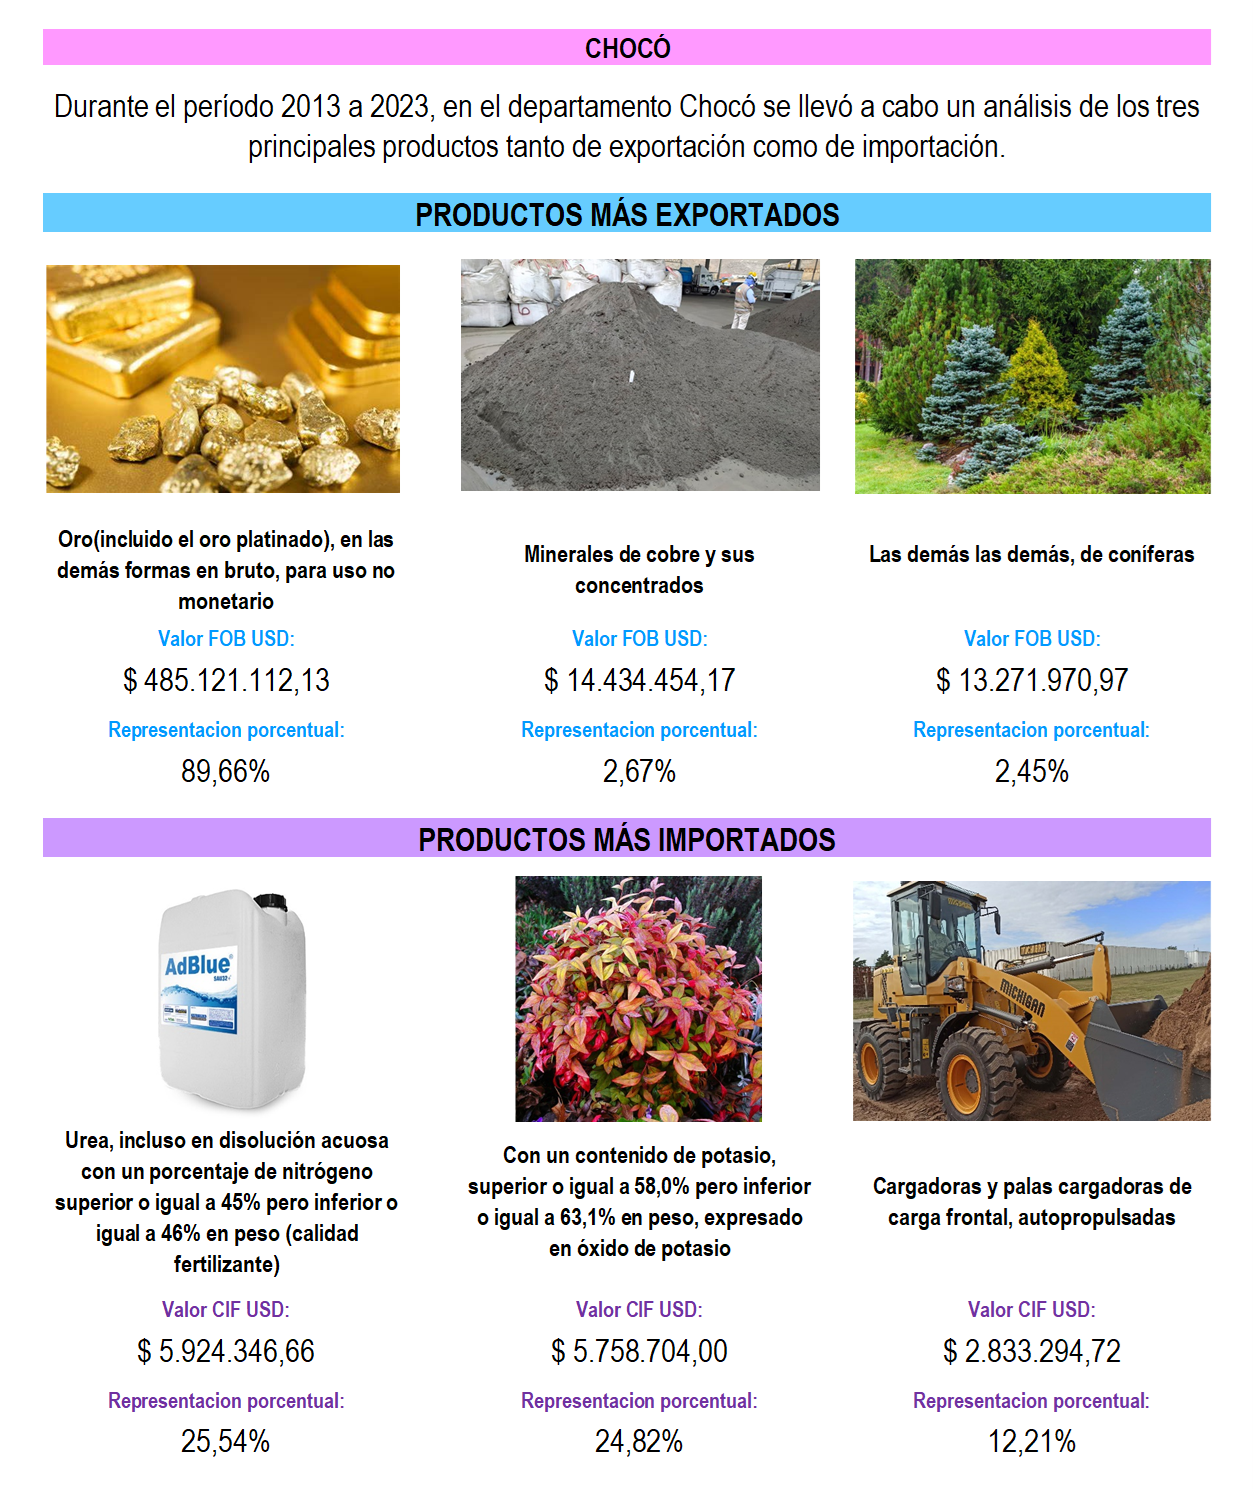 CHOCÓ
Durante el período 2013 a 2023, en el departamento Chocó se llevó a cabo un análisis de los tres
principales productos tanto de exportación como de importación.
PRODUCTOS MÁS EXPORTADOS
Oro(incluido el oro platinado), en las
demás formas en bruto, para uso no
monetario
Valor FOB USD:
$ 485.121.112,13
Representacion porcentual:
89,66%
Minerales de cobre y sus
concentrados
Valor FOB USD:
$ 14.434.454,17
Representacion porcentual:
2,67%
Las demás las demás, de coníferas
Valor FOB USD:
$ 13.271.970,97
Representacion porcentual:
2,45%
PRODUCTOS MÁS IMPORTADOS
AdBlue
Urea, incluso en disolución acuosa
con un porcentaje de nitrógeno
superior o igual a 45% pero inferior o
igual a 46% en peso (calidad
fertilizante)
Valor CIF USD:
$ 5.924.346,66
Representacion porcentual:
25,54%
Con un contenido de potasio,
superior o igual a 58,0% pero inferior
o igual a 63,1% en peso, expresado
en óxido de potasio
Valor CIF USD:
$ 5.758.704,00
Representacion porcentual:
24,82%
MICHIGAN
Cargadoras y palas cargadoras de
carga frontal, autopropulsadas
Valor CIF USD:
$ 2.833.294,72
Representacion porcentual:
12,21%